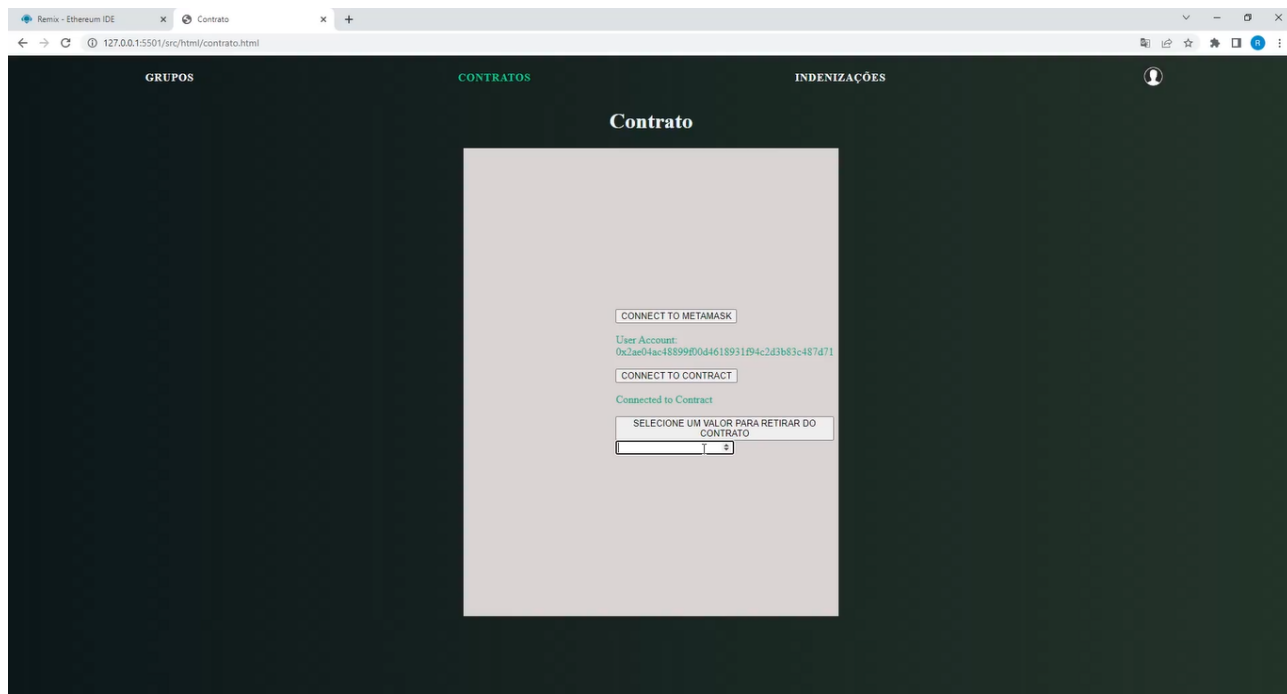 Remix - Ethereum IDE
Contrato
127.0.0.1:5501/src/html/contrato.html
R
GRUPOS
CONTRATOS
INDENIZAÇÕES
Contrato
CONNECT TO METAMASK
User Account:
0x2ae04ac48899f00d4618931f94c2d3b83c487d71
CONNECT TO CONTRACT
Connected to Contract
SELECIONE UM VALOR PARA RETIRAR DO
CONTRATO